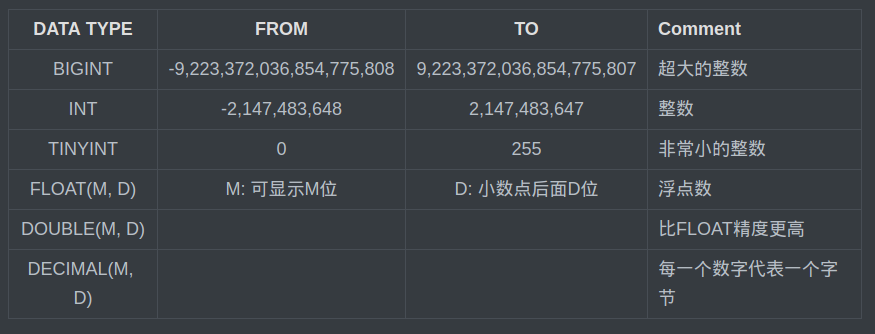 DATA TYPE FROM TO Comment
BIGINT -9,223,372,036,854,775,808 9,223,372,036,854,775,807 超大的整数
INT -2,147,483,648 2,147,483,647 整数
TINYINT 0 255 非常小的整数
FLOAT(M, D) M: 可显示M位 D: 小数点后面D位 浮点数
DOUBLE(M, D) 比FLOAT精度更高
DECIMAL(M, 每一个数字代表一个字
D) 节